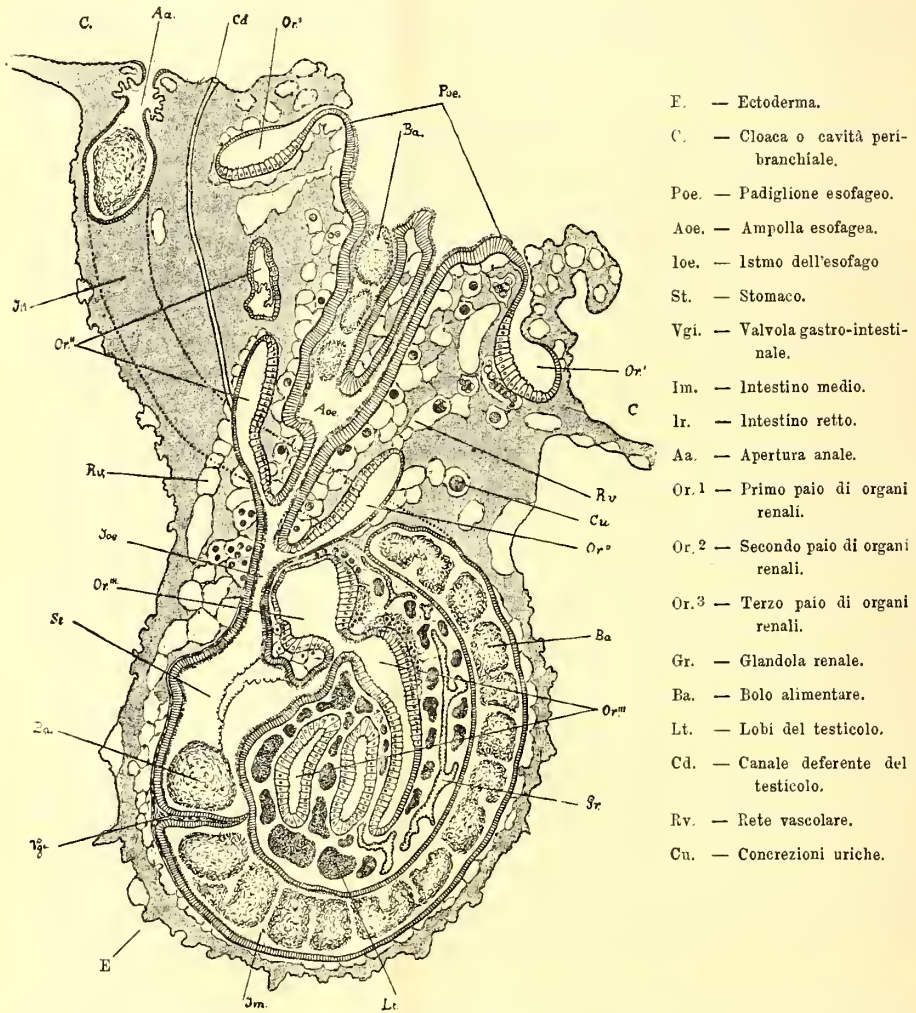 C.
Aa.
Cd
Or.'
Poe.
Ba.
Or."
Aoe.
Or.'
C
Rv.
Rv
Cu
Ioe
Or."
Or.'''
St
Ba
Ba.
Or.'''
Gr.
Vgi.
E
Im.
Lt.
E. — Ectoderma.
C. — Cloaca o cavità peri-
branchiale.
Poe. — Padiglione esofageo.
Aoe. — Ampolla esofagea.
Ioe. — Istmo dell'esofago
St. — Stomaco.
Vgi. — Valvola gastro-intesti-
nale.
Im. — Intestino medio.
Ir. — Intestino retto.
Aa. — Apertura anale.
Or. 1 — Primo paio di organi
renali.
Or. 2 — Secondo paio di organi
renali.
Or. 3 — Terzo paio di organi
renali.
Gr. — Glandola renale.
Ba. — Bolo alimentare.
Lt. — Lobi del testicolo.
Cd. — Canale deferente del
testicolo.
Rv. — Rete vascolare.
Cu. — Concrezioni uriche.